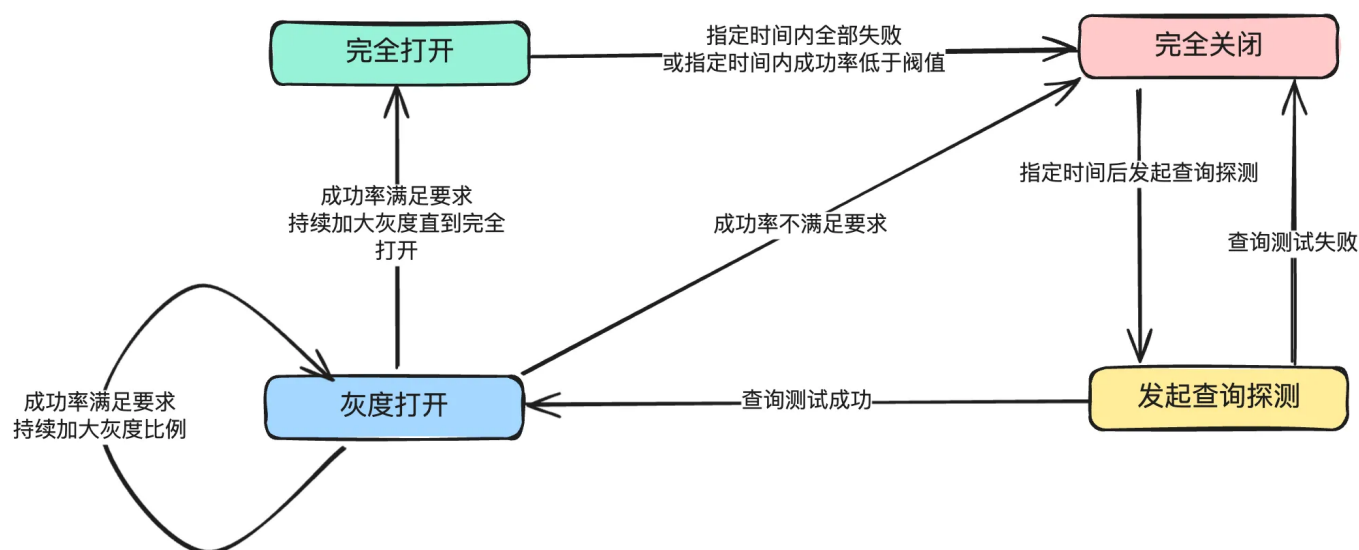 完全打开
指定时间内全部失败
或指定时间内成功率低于阀值
完全关闭
成功率满足要求
持续加大灰度直到完全
打开
成功率不满足要求
指定时间后发起查询探测
查询测试失败
成功率满足要求
持续加大灰度比例
灰度打开
查询测试成功
发起查询探测